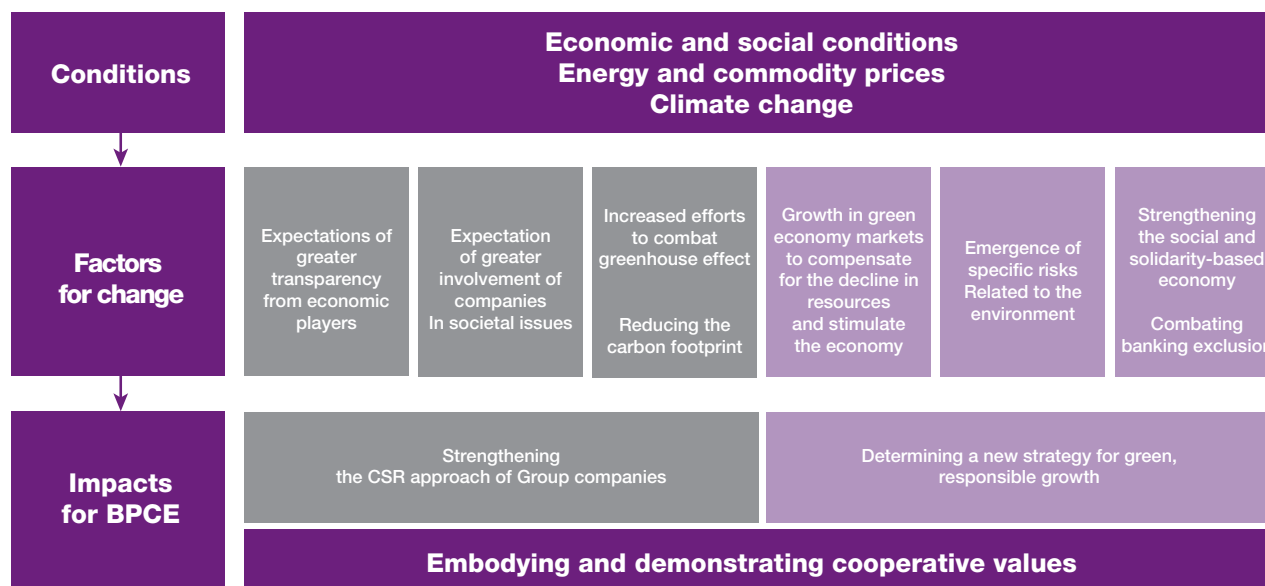 Conditions
Economic and social conditions
Energy and commodity prices
Climate change
Factors
for change
Expectations of
greater
transparency
from economic
players
Expectation
of greater
involvement of
companies
In societal issues
Increased efforts
to combat
greenhouse effect
Reducing the
carbon footprint
Growth in green
economy markets
to compensate
for the decline in
resources
and stimulate
the economy
Emergence of
specific risks
Related to the
environment
Strengthening
the social and
solidarity-based
economy
Combating
banking exclusion
Impacts
for BPCE
Strengthening
the CSR approach of Group companies
Determining a new strategy for green,
responsible growth
Embodying and demonstrating cooperative values